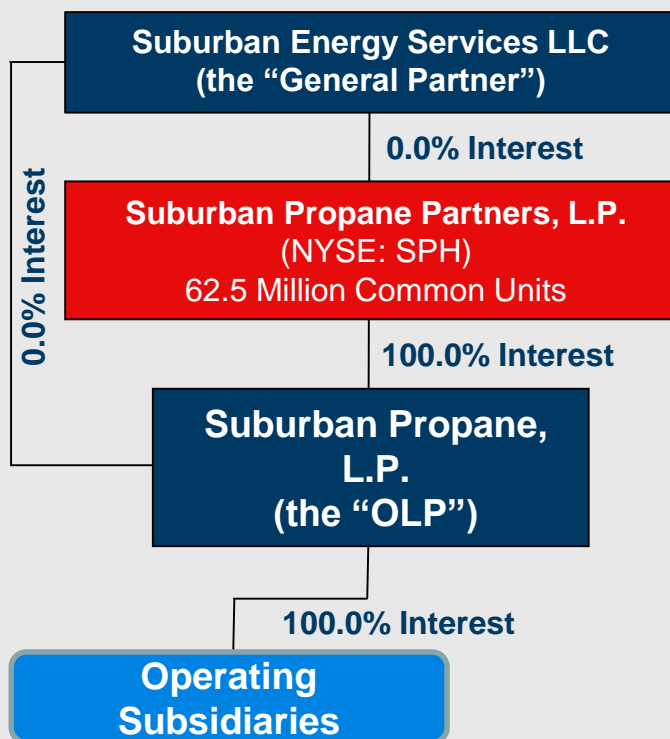 Suburban Energy Services LLC
(the “General Partner”)
0.0% Interest
0.0% Interest
Suburban Propane Partners, L.P.
(NYSE: SPH)
62.5 Million Common Units
100.0% Interest
Suburban Propane,
L.P.
(the “OLP”)
100.0% Interest
Operating
Subsidiaries